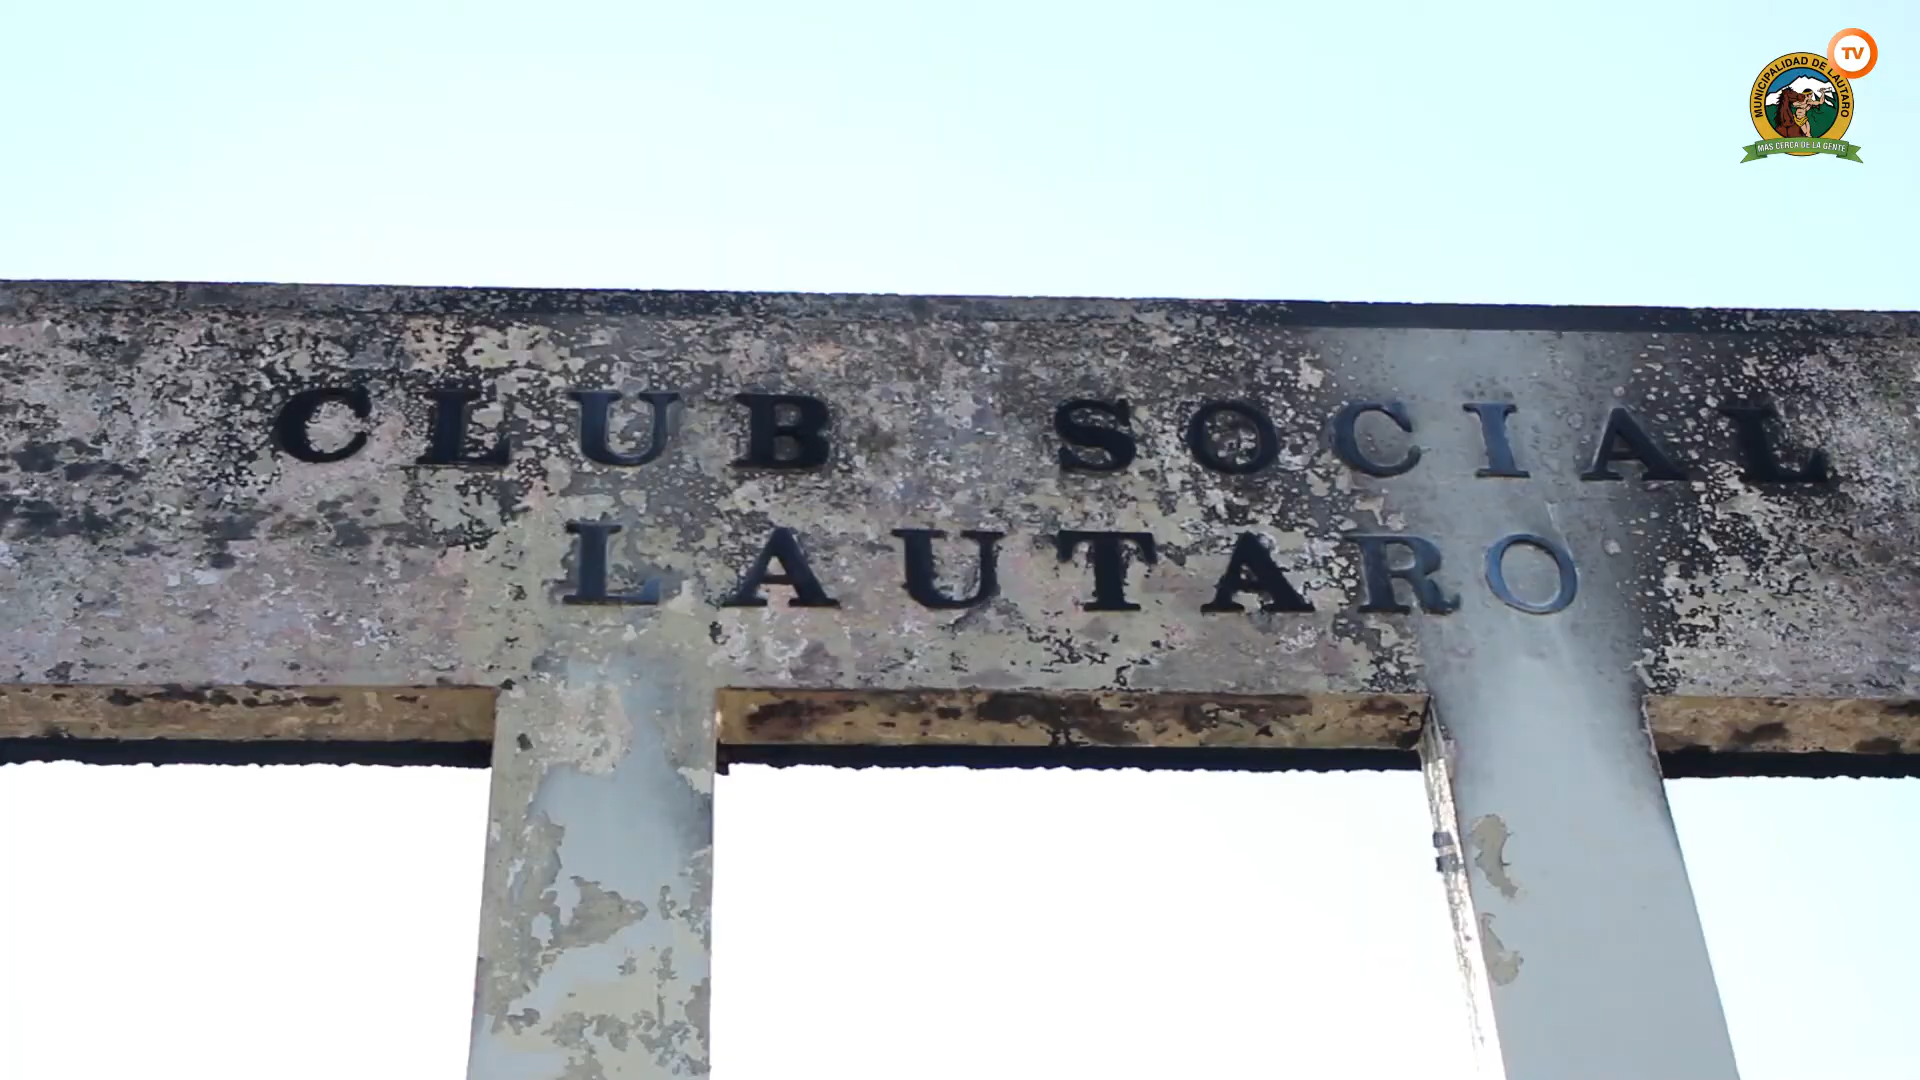 TV
MUNICIPALIDAD DE LAUTARO
MAS CERCA DE LA GENTE
CLUB SOCIAL
LAUTARO